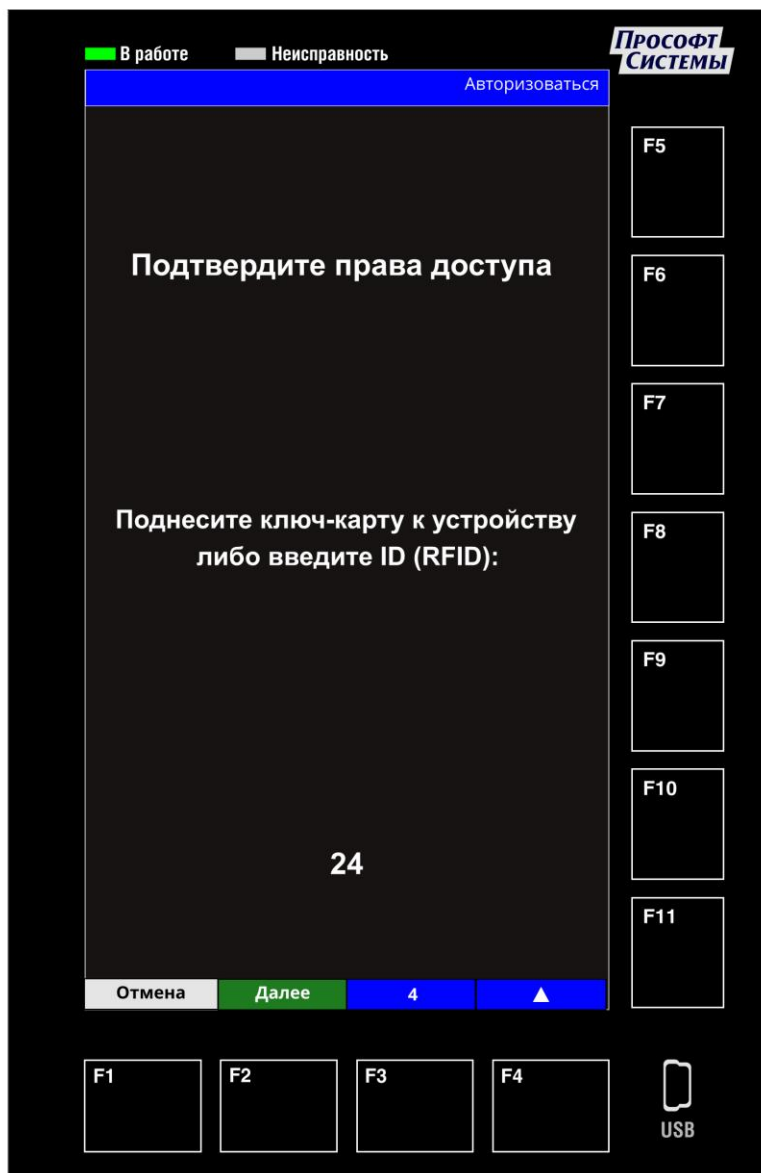 В работе
Неисправность
Прософт
Системы
Авторизоваться
F5
Подтвердите права доступа
F6
F7
Поднесите ключ-карту к устройству
либо введите ID (RFID):
F8
F9
F10
24
F11
Отмена
Далее
4
F1
F2
F3
F4
USB